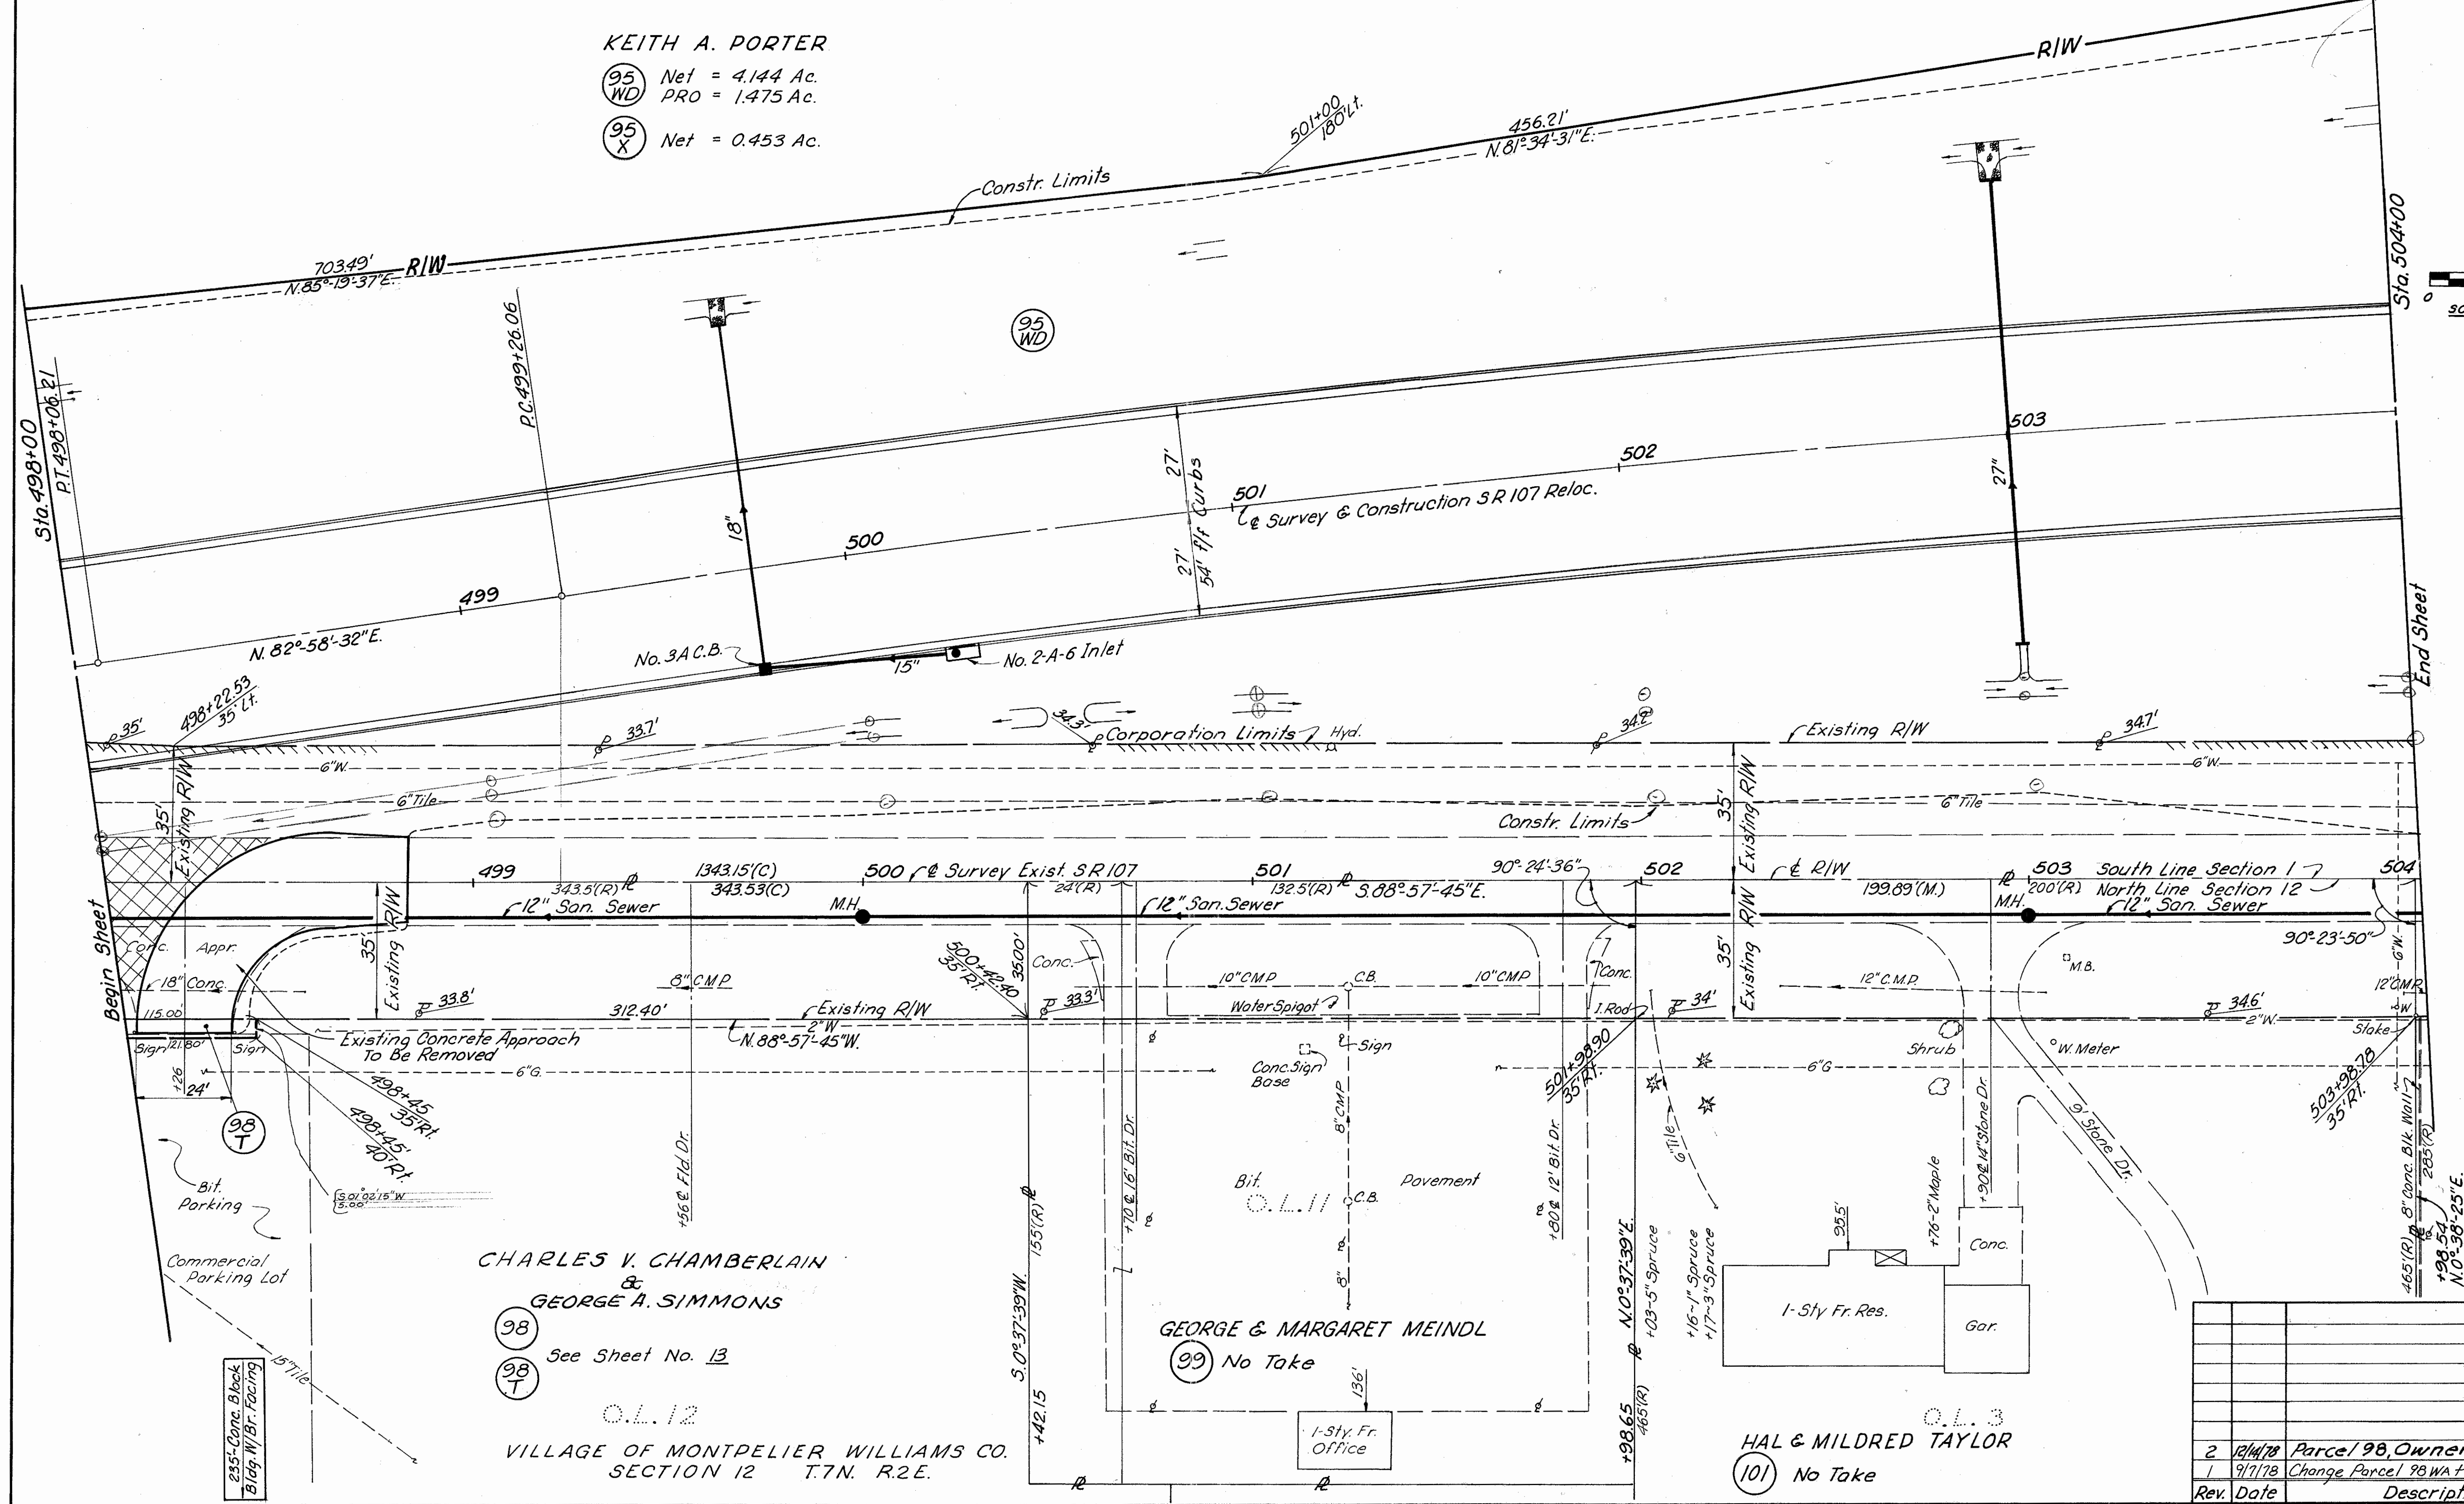 KEITH A. PORTER
95 WD Net = 4.144 Ac.
PRO = 1.475 Ac.
95 X Net = 0.453 Ac.
R/W
456.21'
N.81°-34'-31"E.
501+00
180'Lt.
Constr. Limits
703.49' R/W
N.85°-19'-37"E.
Sta. 504+00
0
95 WD
P.C. 499+26.06
Sta. 498+00
P.T. 498+06.21
503
502
501
27'
27'
54' f/f Curbs
℄ Survey & Construction SR 107 Reloc.
18"
27"
500
499
N. 82°-58'-32"E.
No. 3A C.B.
15"
No. 2-A-6 Inlet
End Sheet
498+22.53
35' Lt.
35'
33.7'
34.3'
Corporation Limits
Hyd.
34.2'
Existing R/W
34.7'
6"W.
6"W.
35'
Existing R/W
6" Tile
6" Tile
35'
Existing R/W
Constr. Limits
499
1343.15'(C)
500
℄ Survey Exist. SR 107
501
90°-24'-36"
502
℄ R/W
503
South Line Section 1
504
343.5'(R)
343.53(C)
24'(R)
132.5'(R)
S.88°-57'-45"E.
199.89'(M.)
200'(R)
North Line Section 12
12" San. Sewer
M.H.
12" San. Sewer
M.H.
12" San. Sewer
90°-23'-50"
Begin Sheet
Conc. Appr.
35'
Existing R/W
18" Conc.
8" CMP
500+42.40
35'Rt.
35.00'
Conc.
10"CMP
C.B.
10"CMP
Conc.
35'
Existing R/W
12" C.M.P.
M.B.
6"W.
12"CMP
115.00'
33.8'
312.40'
Existing R/W
33.3'
Water Spigot
I. Rod
34'
34.6'
W
2"W.
2"W.
Stake
Sign
121.80'
Sign
Existing Concrete Approach
To Be Removed
N.88°-57'-45"W.
Sign
Conc. Sign
Base
Shrub
W. Meter
6"G.
6"G
+26
24'
98 T
498+45
35'Rt.
498+45'
40'Rt.
501+98.90
35'Rt.
503+98.78
35'Rt.
S.01°02'15"W
5.00'
Bit.
Parking
Commercial
Parking Lot
+56 ℄ Fld. Dr.
+70 ℄ 16' Bit. Dr.
8" CMP
6" Tile
+80 ℄ 12' Bit. Dr.
+90 ℄ 14' Stone Dr.
9' Stone Dr.
8" Conc. Blk. Wall
285'(R)
465'(R)
+98.54
N.0°-38'-25"E.
Bit. Pavement
O.L. 11
C.B.
155'(R)
S.0°-37'-39"W.
+42.15
8"
N.0°-37'-39"E.
+98.65
465'(R)
+03-5" Spruce
+16-1" Spruce
+17-3" Spruce
95.5'
+76-2" Maple
Conc.
1-Sty Fr. Res.
Gar.
CHARLES V. CHAMBERLAIN
&
GEORGE A. SIMMONS
98
98 T
See Sheet No. 13
O.L. 12
15" Tile
235'-Conc. Block
Bldg. W/Br. Facing
VILLAGE OF MONTPELIER WILLIAMS CO.
SECTION 12 T.7N. R.2E.
GEORGE & MARGARET MEINDL
99 No Take
136'
1-Sty. Fr.
Office
O.L. 3
HAL & MILDRED TAYLOR
101 No Take
2 12/14/78 Parcel 98, Owner
1 9/7/78 Change Parcel 98 WA
Rev. Date Descript